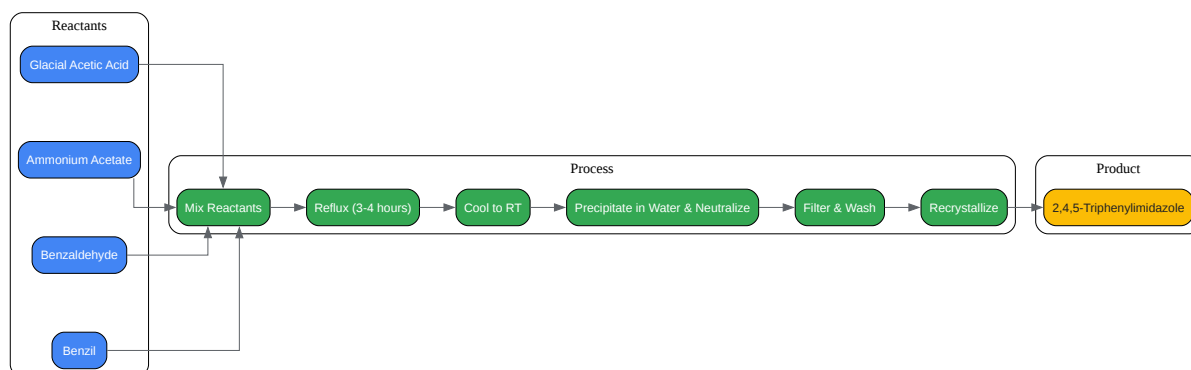 Reactants
Glacial Acetic Acid
Ammonium Acetate
Benzaldehyde
Benzil
Process
Mix Reactants
Reflux (3-4 hours)
Cool to RT
Precipitate in Water & Neutralize
Filter & Wash
Recrystallize
Product
2,4,5-Triphenylimidazole